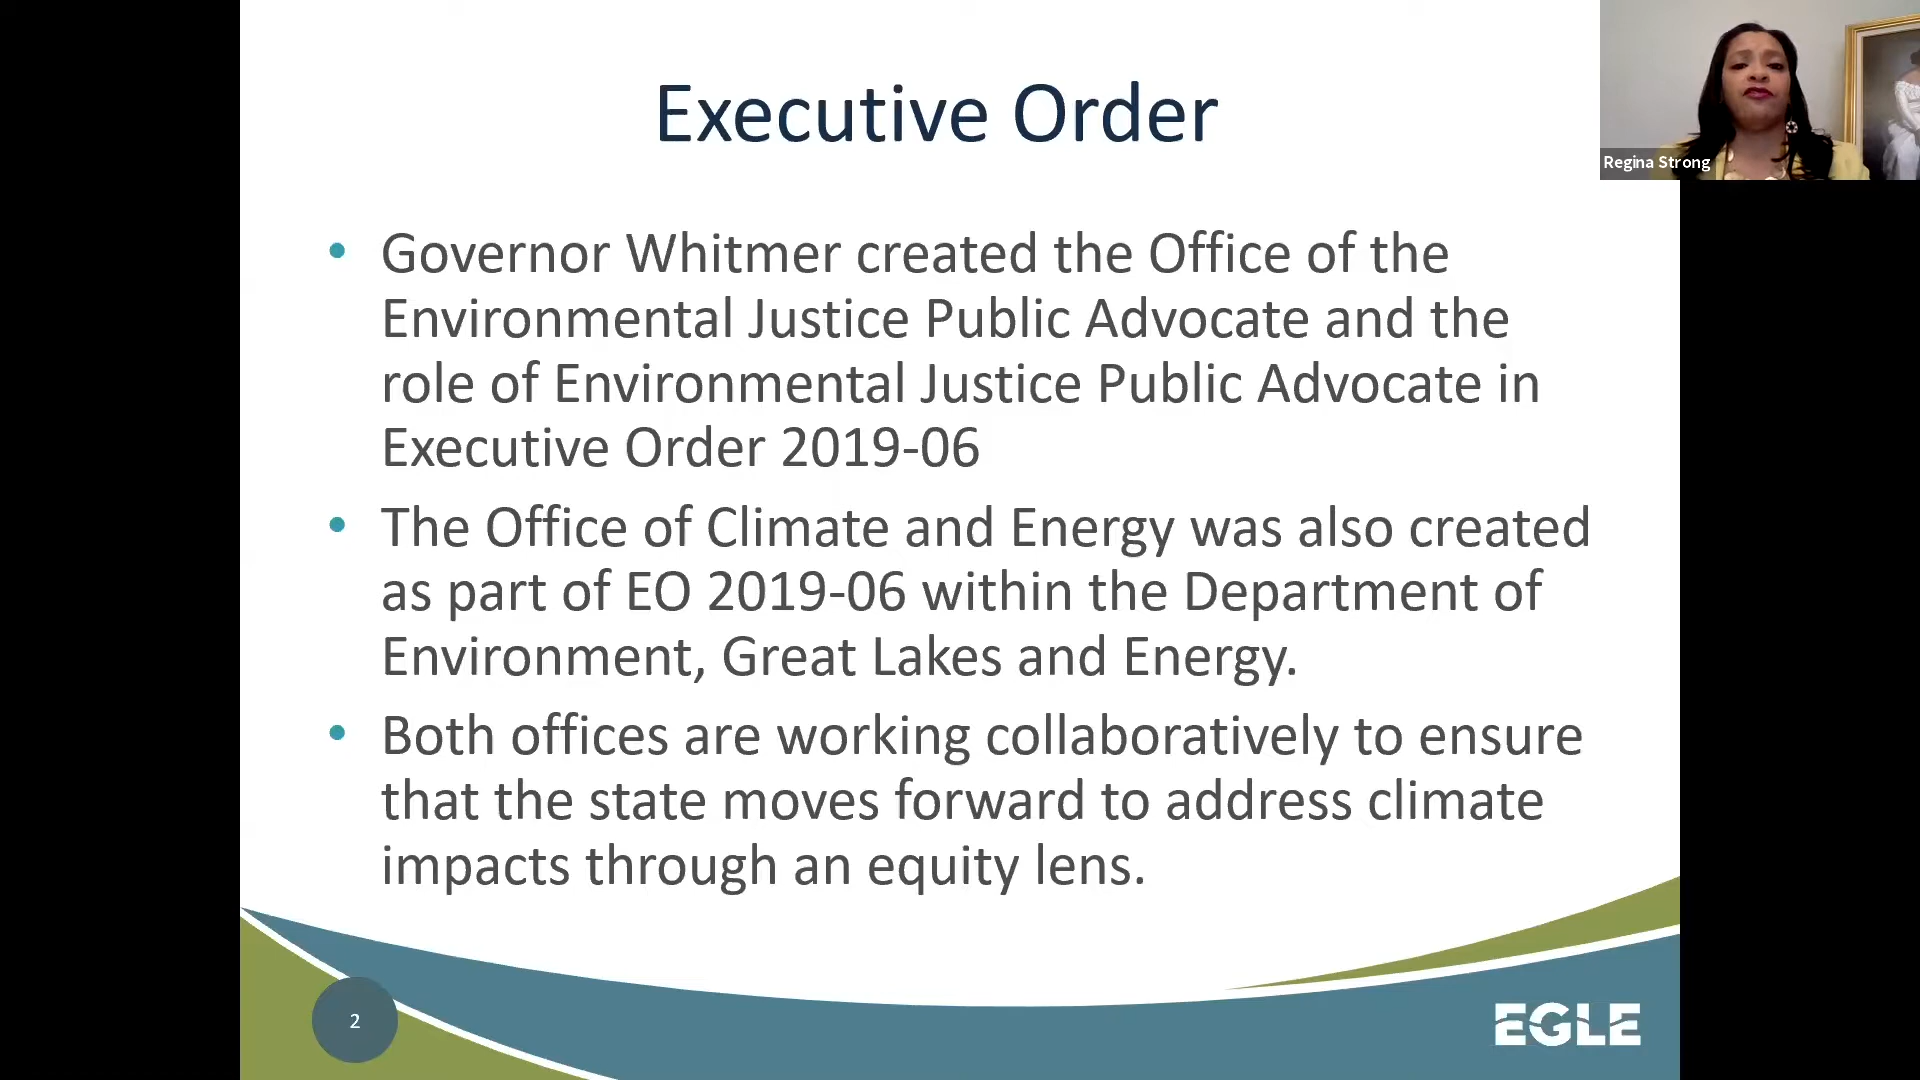 Executive Order
Regina Strong
• Governor Whitmer created the Office of the
Environmental Justice Public Advocate and the
role of Environmental Justice Public Advocate in
Executive Order 2019-06
• The Office of Climate and Energy was also created
as part of EO 2019-06 within the Department of
Environment, Great Lakes and Energy.
• Both offices are working collaboratively to ensure
that the state moves forward to address climate
impacts through an equity lens.
2
EGLE